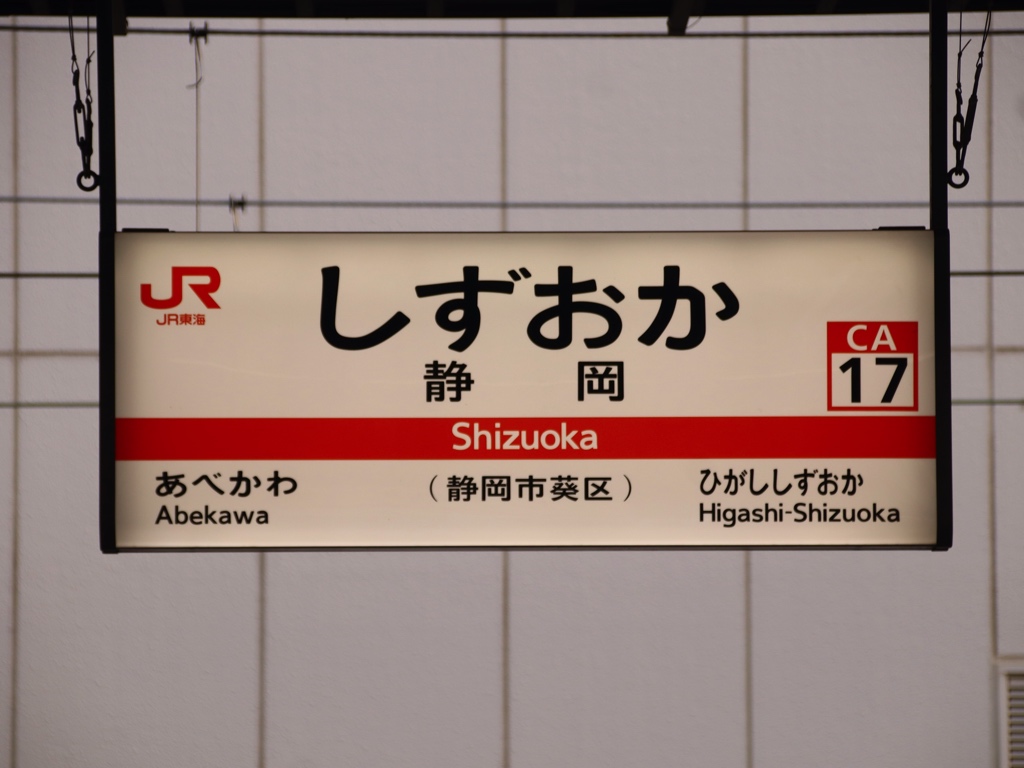 JR
JR東海
しずおか
静岡
CA
17
Shizuoka
あべかわ
Abekawa
（静岡市葵区）
ひがししずおか
Higashi-Shizuoka